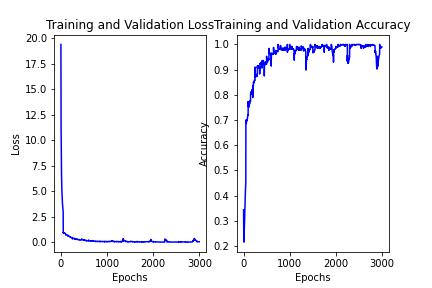 Training and Validation Loss
20.0
17.5
15.0
12.5
10.0
7.5
5.0
2.5
0.0
Loss
0 1000 2000 3000
Epochs
Training and Validation Accuracy
1.0
0.9
0.8
0.7
0.6
0.5
0.4
0.3
0.2
Accuracy
0 1000 2000 3000
Epochs